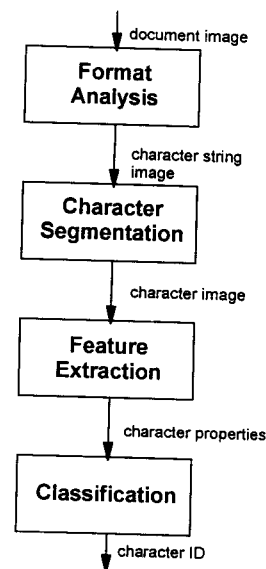 document image
Format
Analysis
character string
image
Character
Segmentation
character image
Feature
Extraction
character properties
Classification
character ID